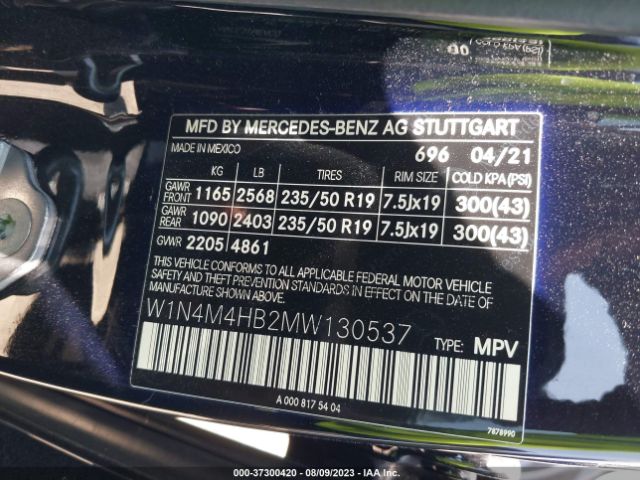 MFD BY MERCEDES-BENZ AG STUTTGART
MADE IN MEXICO 696 04/21
KG LB TIRES RIM SIZE COLD KPA(PSI)
GAWR FRONT 1165 2568 235/50 R19 7.5Jx19 300(43)
GAWR REAR 1090 2403 235/50 R19 7.5Jx19 300(43)
GVWR 2205 4861
THIS VEHICLE CONFORMS TO ALL APPLICABLE FEDERAL MOTOR VEHICLE
SAFETY AND THEFT PREVENTION STANDARDS IN EFFECT ON THE DATE OF
MANUFACTURE SHOWN ABOVE.
W1N4M4HB2MW130537
TYPE: MPV
A 000 817 54 04
7878990
000-37300420 - 08/09/2023 - IAA Inc.